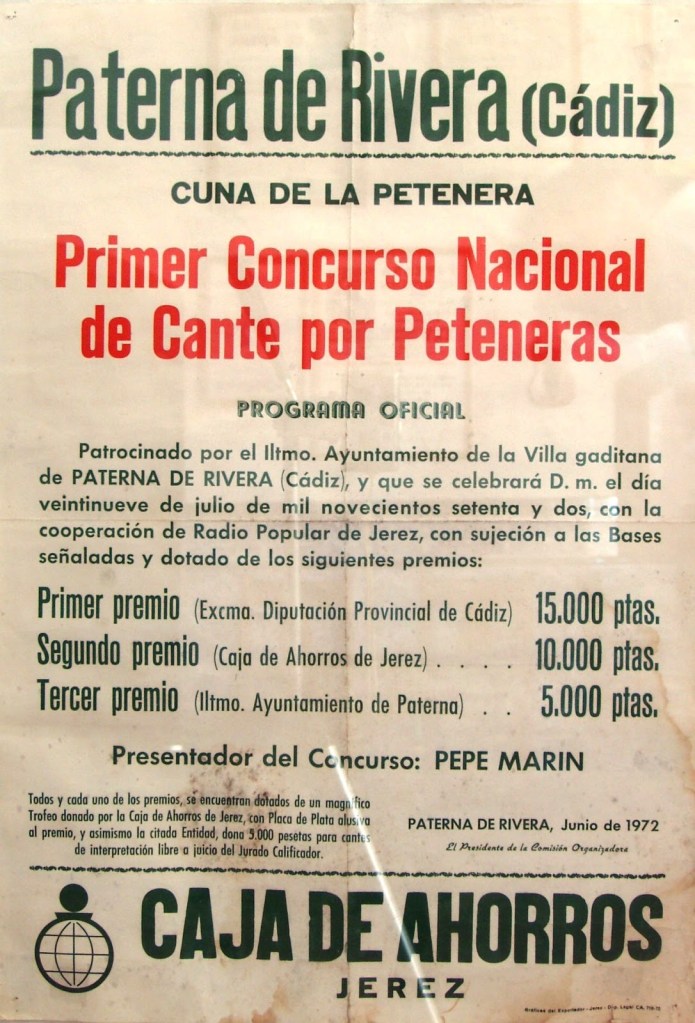 Paterna de Rivera (Cádiz)
CUNA DE LA PETENERA
Primer Concurso Nacional
de Cante por Peteneras
PROGRAMA OFICIAL
Patrocinado por el Iltmo. Ayuntamiento de la Villa gaditana
de PATERNA DE RIVERA (Cádiz), y que se celebrará D. m. el día
veintinueve de julio de mil novecientos setenta y dos, con la
cooperación de Radio Popular de Jerez, con sujeción a las Bases
señaladas y dotado de los siguientes premios:
Primer premio (Excma. Diputación Provincial de Cádiz) 15.000 ptas.
Segundo premio (Caja de Ahorros de Jerez) . . . . 10.000 ptas.
Tercer premio (Iltmo. Ayuntamiento de Paterna) . . 5.000 ptas.
Presentador del Concurso: PEPE MARIN
Todos y cada uno de los premios, se encuentran dotados de un magnífico
Trofeo donado por la Caja de Ahorros de Jerez, con Placa de Plata alusiva
al premio, y asimismo la citada Entidad, dona 5.000 pesetas para cantes
de interpretación libre a juicio del Jurado Calificador.
PATERNA DE RIVERA, Junio de 1972
El Presidente de la Comisión Organizadora
CAJA DE AHORROS
JEREZ
Gráficas del Exportador - Jerez - Dep. Legal CA.